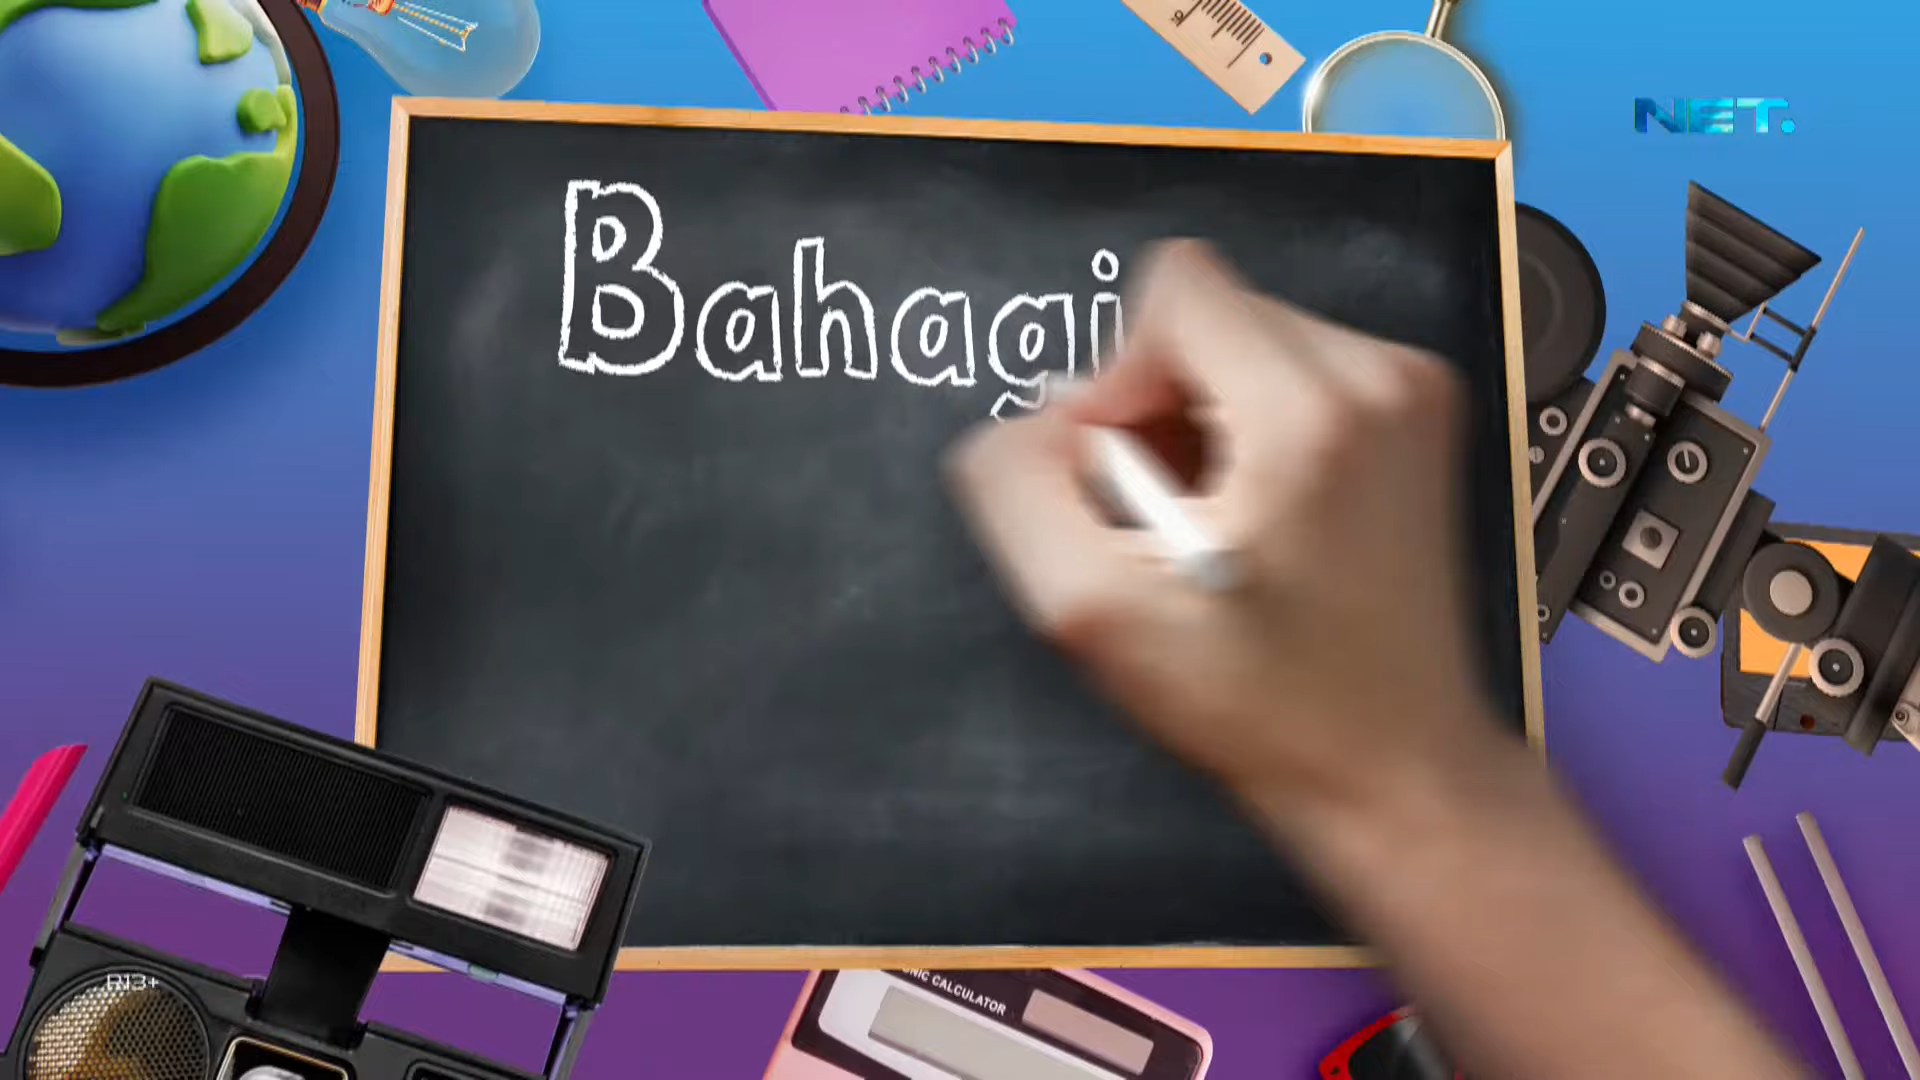 NET.
Bahagi
R13+
ONIC CALCULATOR